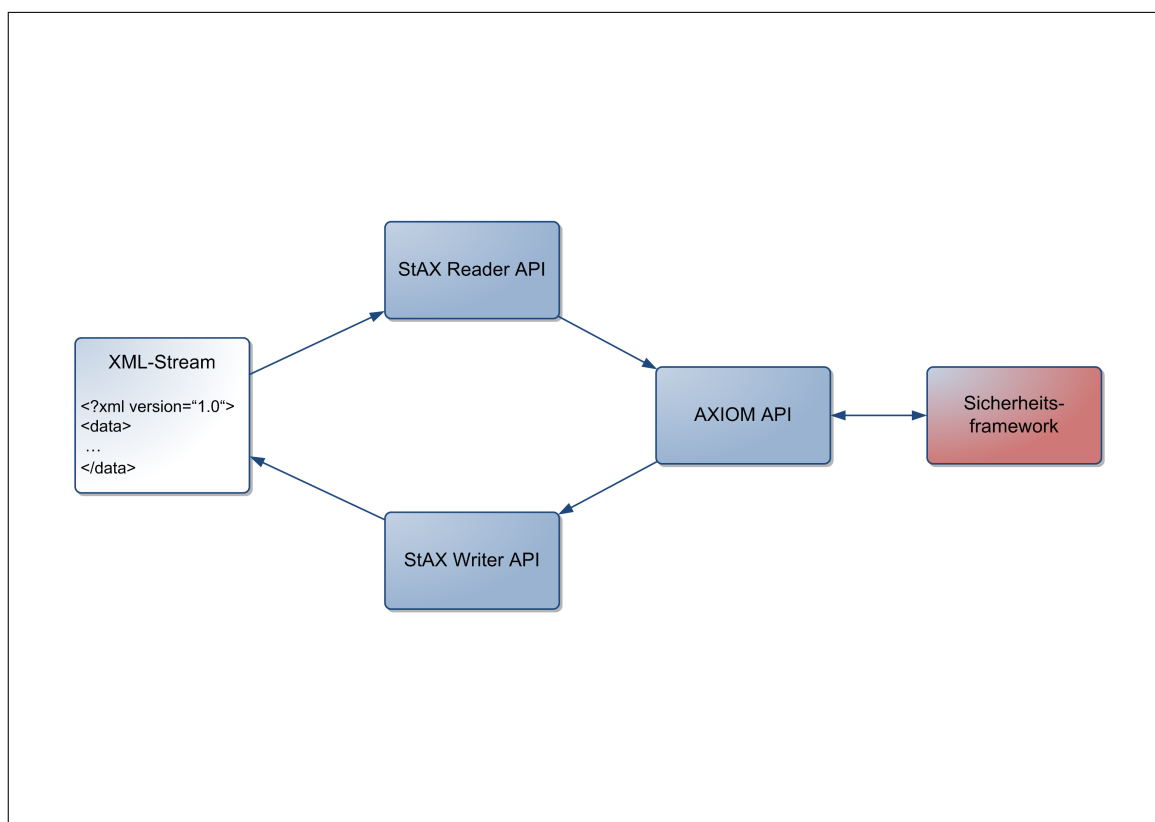 StAX Reader API
XML-Stream
<?xml version=“1.0“>
<data>
…
</data>
AXIOM API
Sicherheits-
framework
StAX Writer API